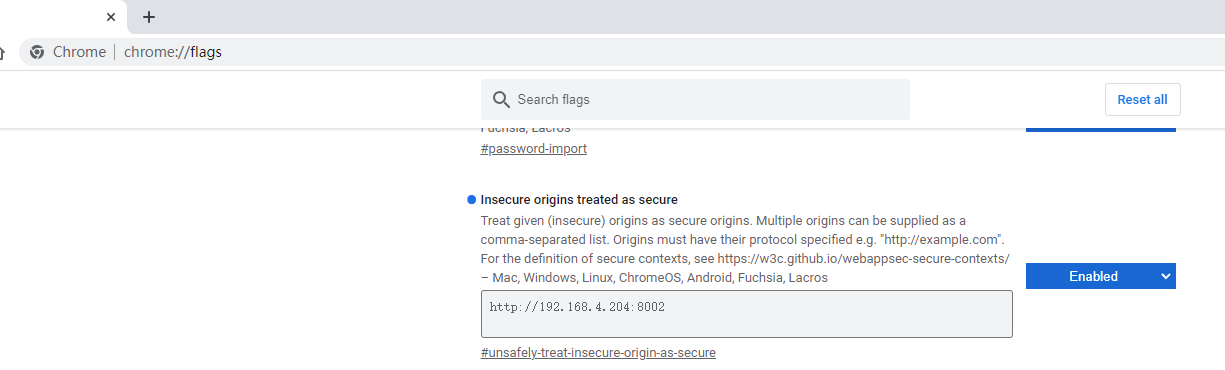 Chrome | chrome://flags
Search flags
Reset all
Fuchsia, Lacros
#password-import
Insecure origins treated as secure
Treat given (insecure) origins as secure origins. Multiple origins can be supplied as a
comma-separated list. Origins must have their protocol specified e.g. "http://example.com".
For the definition of secure contexts, see https://w3c.github.io/webappsec-secure-contexts/
– Mac, Windows, Linux, ChromeOS, Android, Fuchsia, Lacros
Enabled
http://192.168.4.204:8002
#unsafely-treat-insecure-origin-as-secure